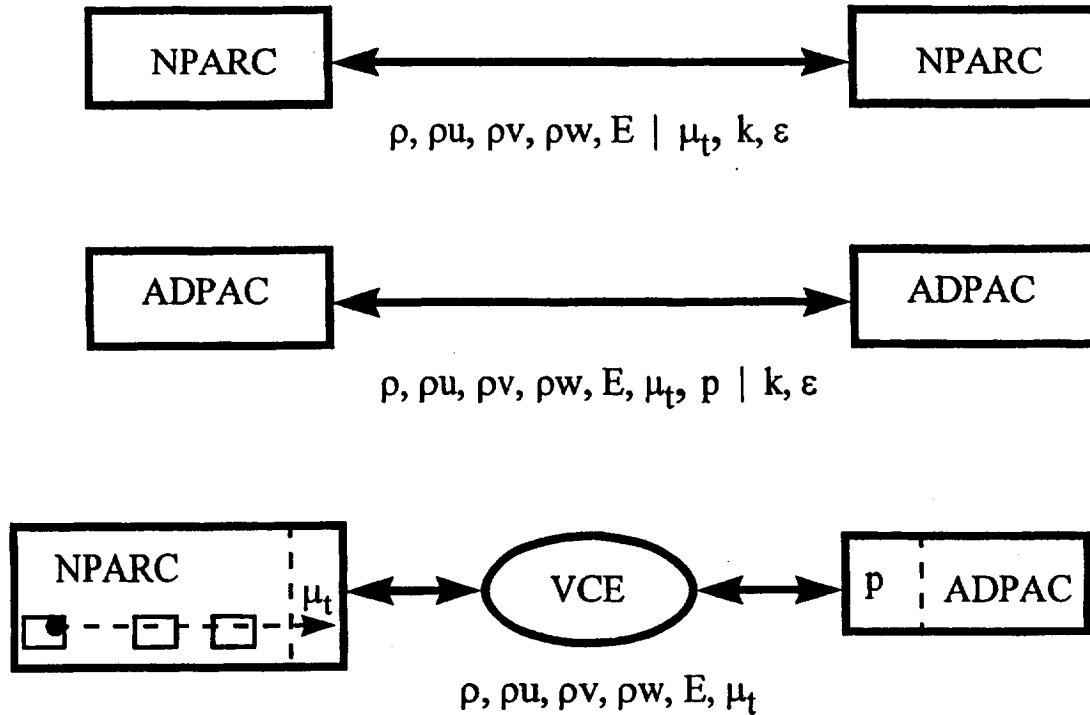 NPARC NPARC
ρ, ρu, ρv, ρw, E | μt, k, ε
ADPAC ADPAC
ρ, ρu, ρv, ρw, E, μt, p | k, ε
NPARC μt VCE p ADPAC
ρ, ρu, ρv, ρw, E, μt